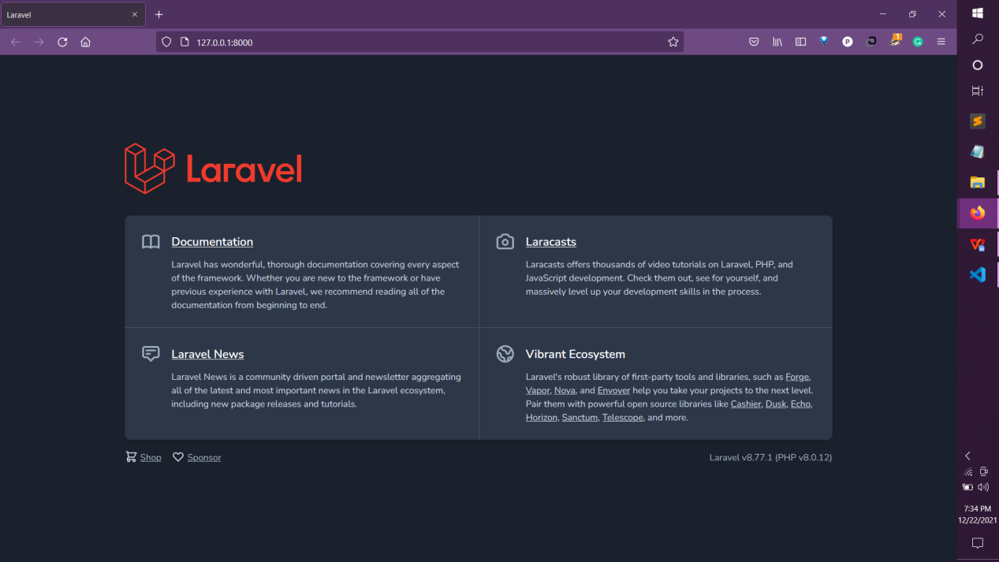 Laravel
127.0.0.1:8000
Laravel
Documentation
Laravel has wonderful, thorough documentation covering every aspect
of the framework. Whether you are new to the framework or have
previous experience with Laravel, we recommend reading all of the
documentation from beginning to end.
Laracasts
Laracasts offers thousands of video tutorials on Laravel, PHP, and
JavaScript development. Check them out, see for yourself, and
massively level up your development skills in the process.
Laravel News
Laravel News is a community driven portal and newsletter aggregating
all of the latest and most important news in the Laravel ecosystem,
including new package releases and tutorials.
Vibrant Ecosystem
Laravel's robust library of first-party tools and libraries, such as Forge,
Vapor, Nova, and Envoyer help you take your projects to the next level.
Pair them with powerful open source libraries like Cashier, Dusk, Echo,
Horizon, Sanctum, Telescope, and more.
Shop
Sponsor
Laravel v8.77.1 (PHP v8.0.12)
7:34 PM
12/22/2021